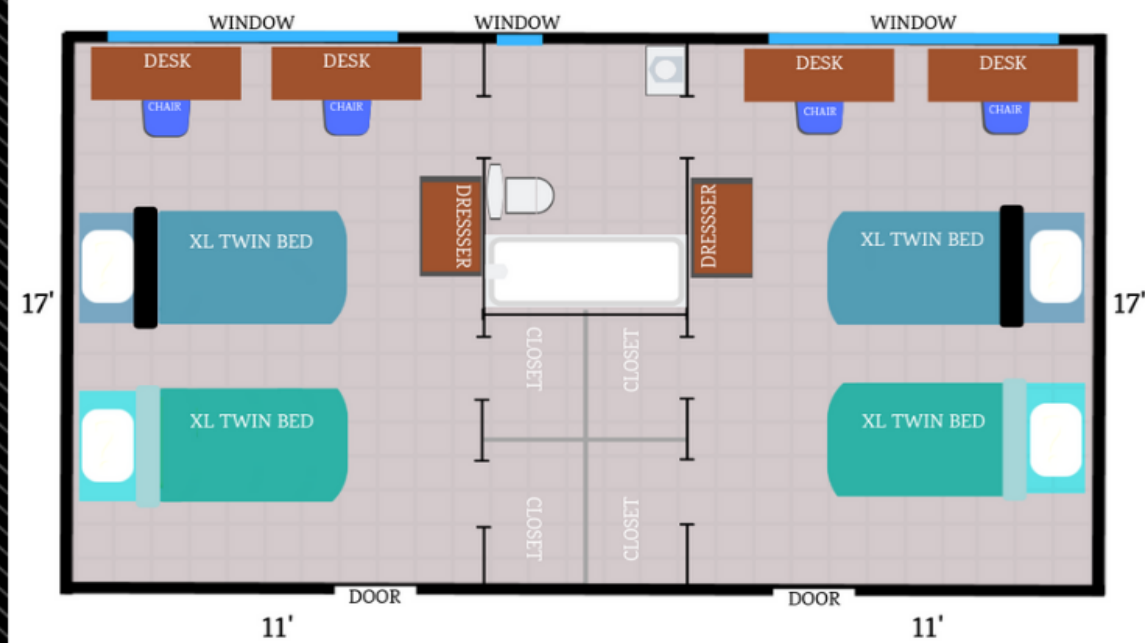 WINDOW WINDOW WINDOW
DESK DESK DESK DESK
CHAIR CHAIR CHAIR CHAIR
DRESSSER DRESSSER
XL TWIN BED XL TWIN BED
17' 17'
CLOSET CLOSET
XL TWIN BED XL TWIN BED
CLOSET CLOSET
DOOR DOOR
11' 11'